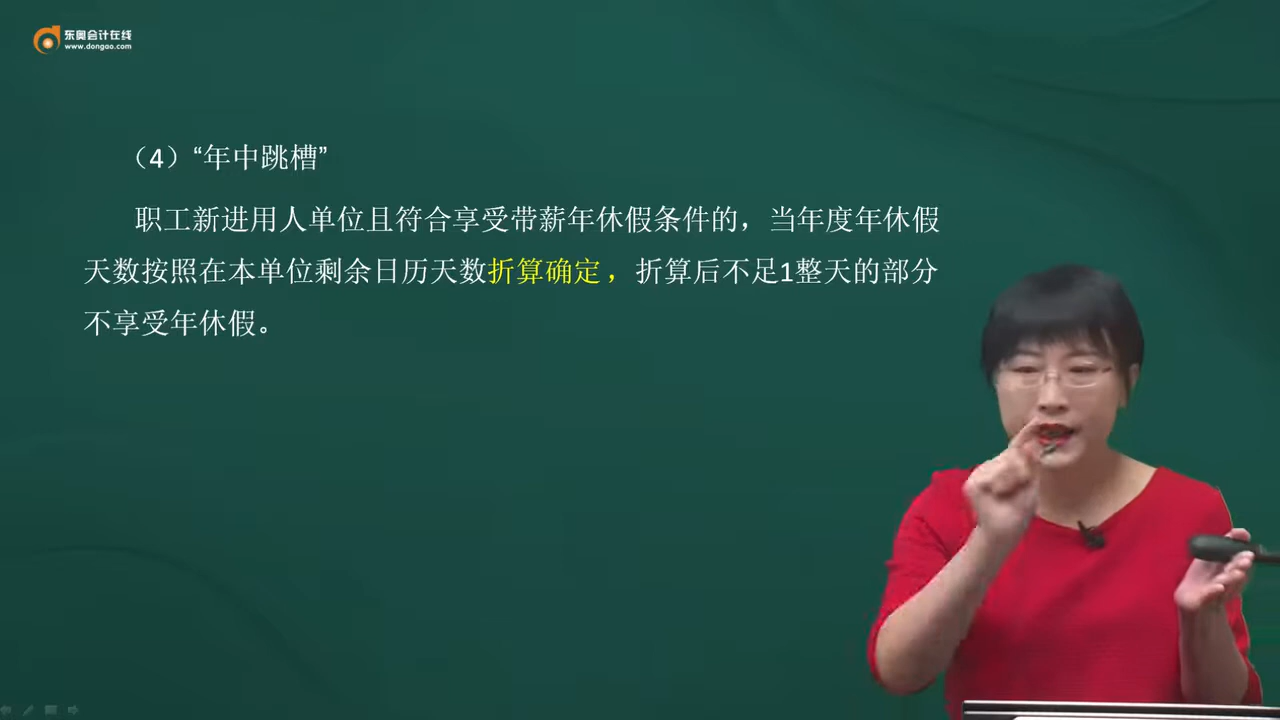 东奥会计在线
www.dongao.com
（4）“年中跳槽”
职工新进用人单位且符合享受带薪年休假条件的，当年度年休假
天数按照在本单位剩余日历天数折算确定，折算后不足1整天的部分
不享受年休假。